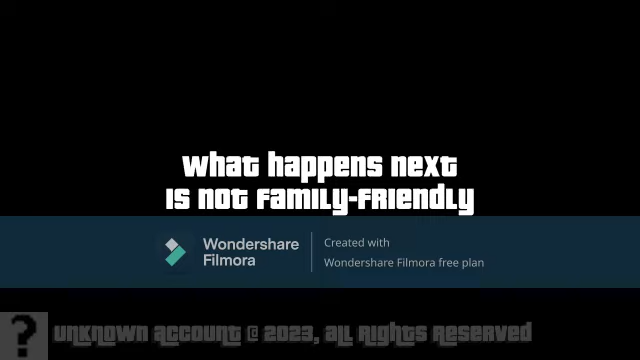 What happens next
is not family-friendly
Wondershare
Filmora
Created with
Wondershare Filmora free plan
? unknown account @ 2023, all rights reserved